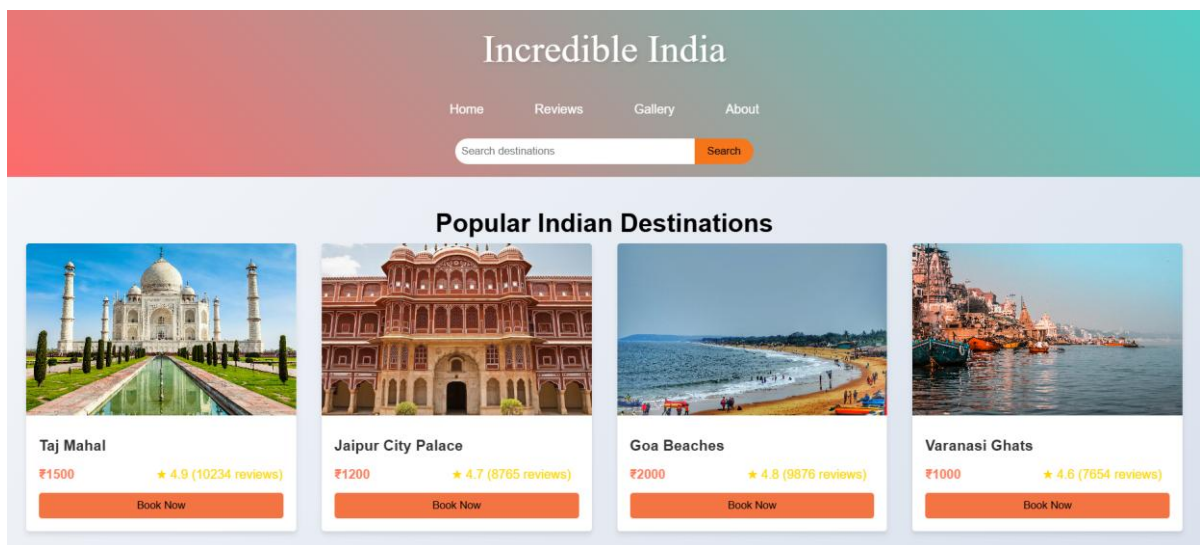 Incredible India
Home Reviews Gallery About
Search destinations Search
Popular Indian Destinations
Taj Mahal
₹1500 ★ 4.9 (10234 reviews)
Book Now
Jaipur City Palace
₹1200 ★ 4.7 (8765 reviews)
Book Now
Goa Beaches
₹2000 ★ 4.8 (9876 reviews)
Book Now
Varanasi Ghats
₹1000 ★ 4.6 (7654 reviews)
Book Now